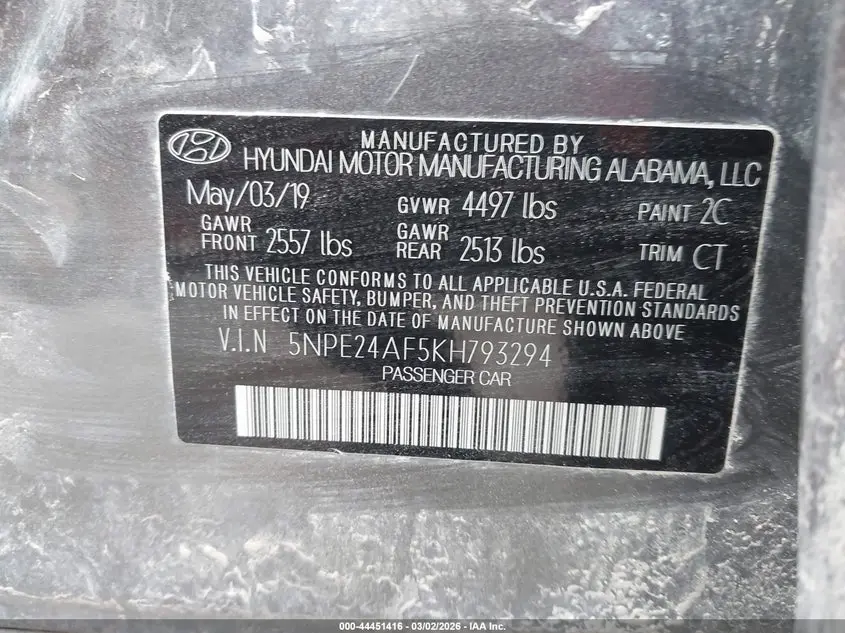 MANUFACTURED BY
HYUNDAI MOTOR MANUFACTURING ALABAMA, LLC
May/03/19 GVWR 4497 lbs PAINT 2C
GAWR FRONT 2557 lbs GAWR REAR 2513 lbs TRIM CT
THIS VEHICLE CONFORMS TO ALL APPLICABLE U.S.A. FEDERAL
MOTOR VEHICLE SAFETY, BUMPER, AND THEFT PREVENTION STANDARDS
IN EFFECT ON THE DATE OF MANUFACTURE SHOWN ABOVE
V.I.N 5NPE24AF5KH793294
PASSENGER CAR
000-44451416 - 03/02/2026 - IAA Inc.